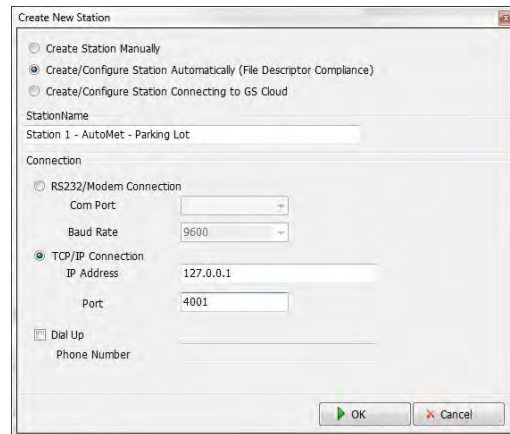 Create New Station
Create Station Manually
Create/Configure Station Automatically (File Descriptor Compliance)
Create/Configure Station Connecting to GS Cloud
StationName
Station 1 - AutoMet - Parking Lot
Connection
RS232/Modem Connection
Com Port
Baud Rate 9600
TCP/IP Connection
IP Address 127.0.0.1
Port 4001
Dial Up
Phone Number
OK Cancel